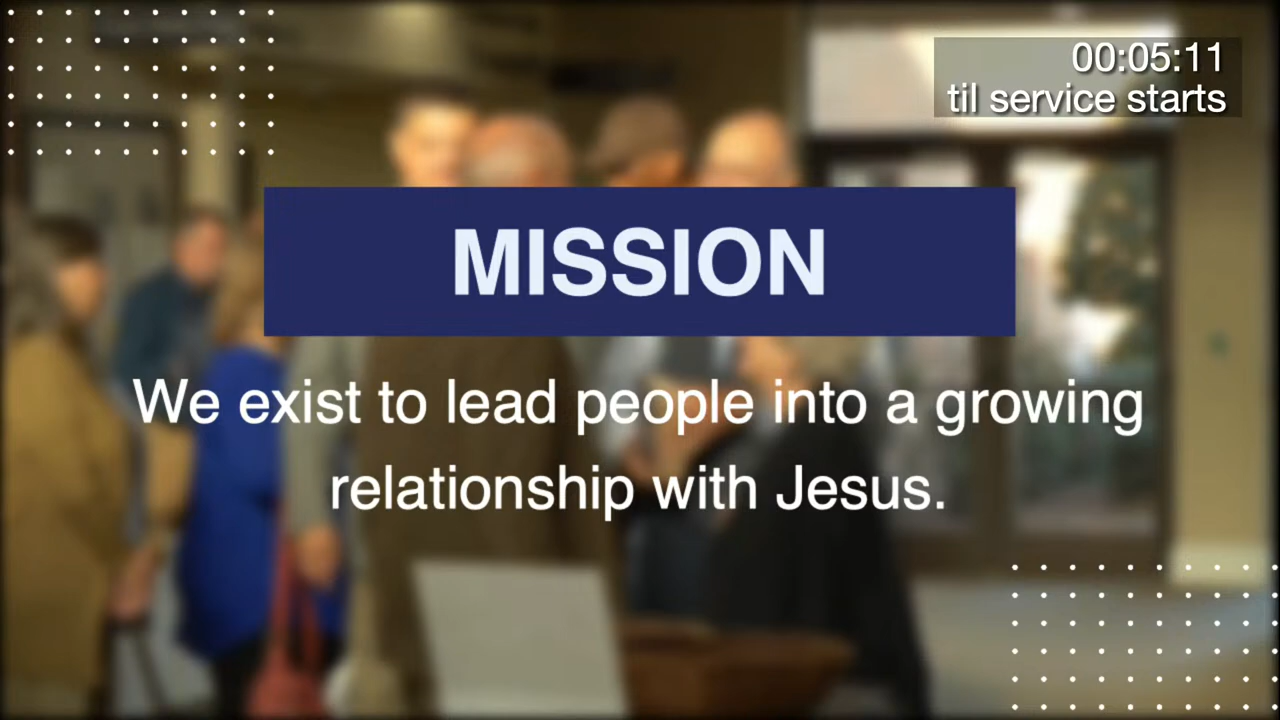 00:05:11
til service starts
MISSION
We exist to lead people into a growing
relationship with Jesus.